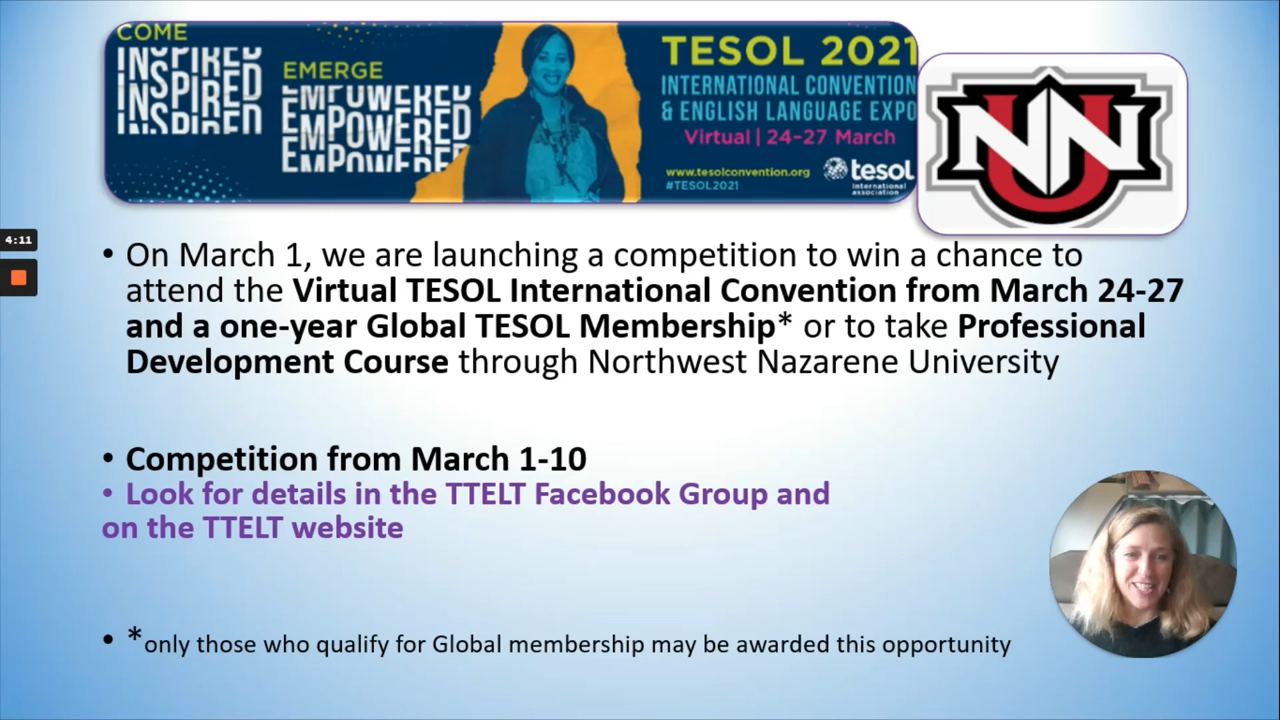 COME
INSPIRED
INSPIRED
INSPIRED
EMERGE
EMPOWERED
EMPOWERED
EMPOWERED
TESOL 2021
INTERNATIONAL CONVENTION
& ENGLISH LANGUAGE EXPO
Virtual | 24–27 March
www.tesolconvention.org
#TESOL2021
tesol
international
association
NNU
4:11
• On March 1, we are launching a competition to win a chance to
attend the Virtual TESOL International Convention from March 24-27
and a one-year Global TESOL Membership* or to take Professional
Development Course through Northwest Nazarene University
• Competition from March 1-10
• Look for details in the TTELT Facebook Group and
on the TTELT website
• *only those who qualify for Global membership may be awarded this opportunity